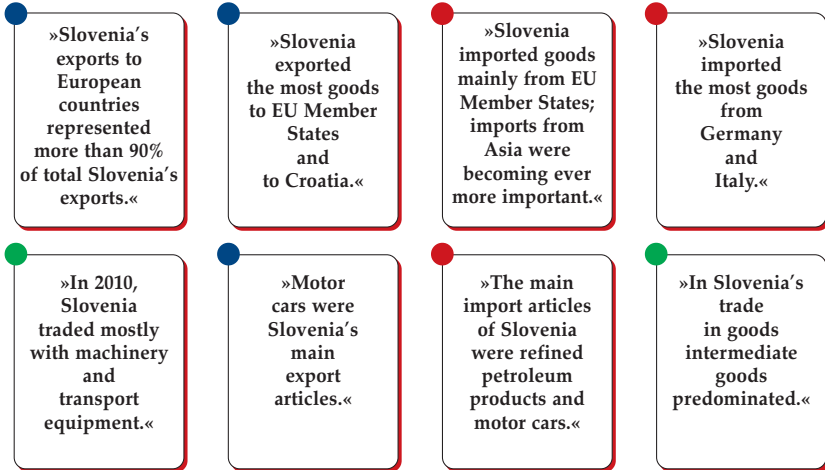 »Slovenia's
exports to
European
countries
represented
more than 90%
of total Slovenia's
exports.«
»Slovenia
exported
the most goods
to EU Member
States
and
to Croatia.«
»Slovenia
imported goods
mainly from EU
Member States;
imports from
Asia were
becoming ever
more important.«
»Slovenia
imported
the most goods
from
Germany
and
Italy.«
»In 2010,
Slovenia
traded mostly
with machinery
and
transport
equipment.«
»Motor
cars were
Slovenia's
main
export
articles.«
»The main
import articles
of Slovenia
were refined
petroleum
products and
motor cars.«
»In Slovenia's
trade
in goods
intermediate
goods
predominated.«